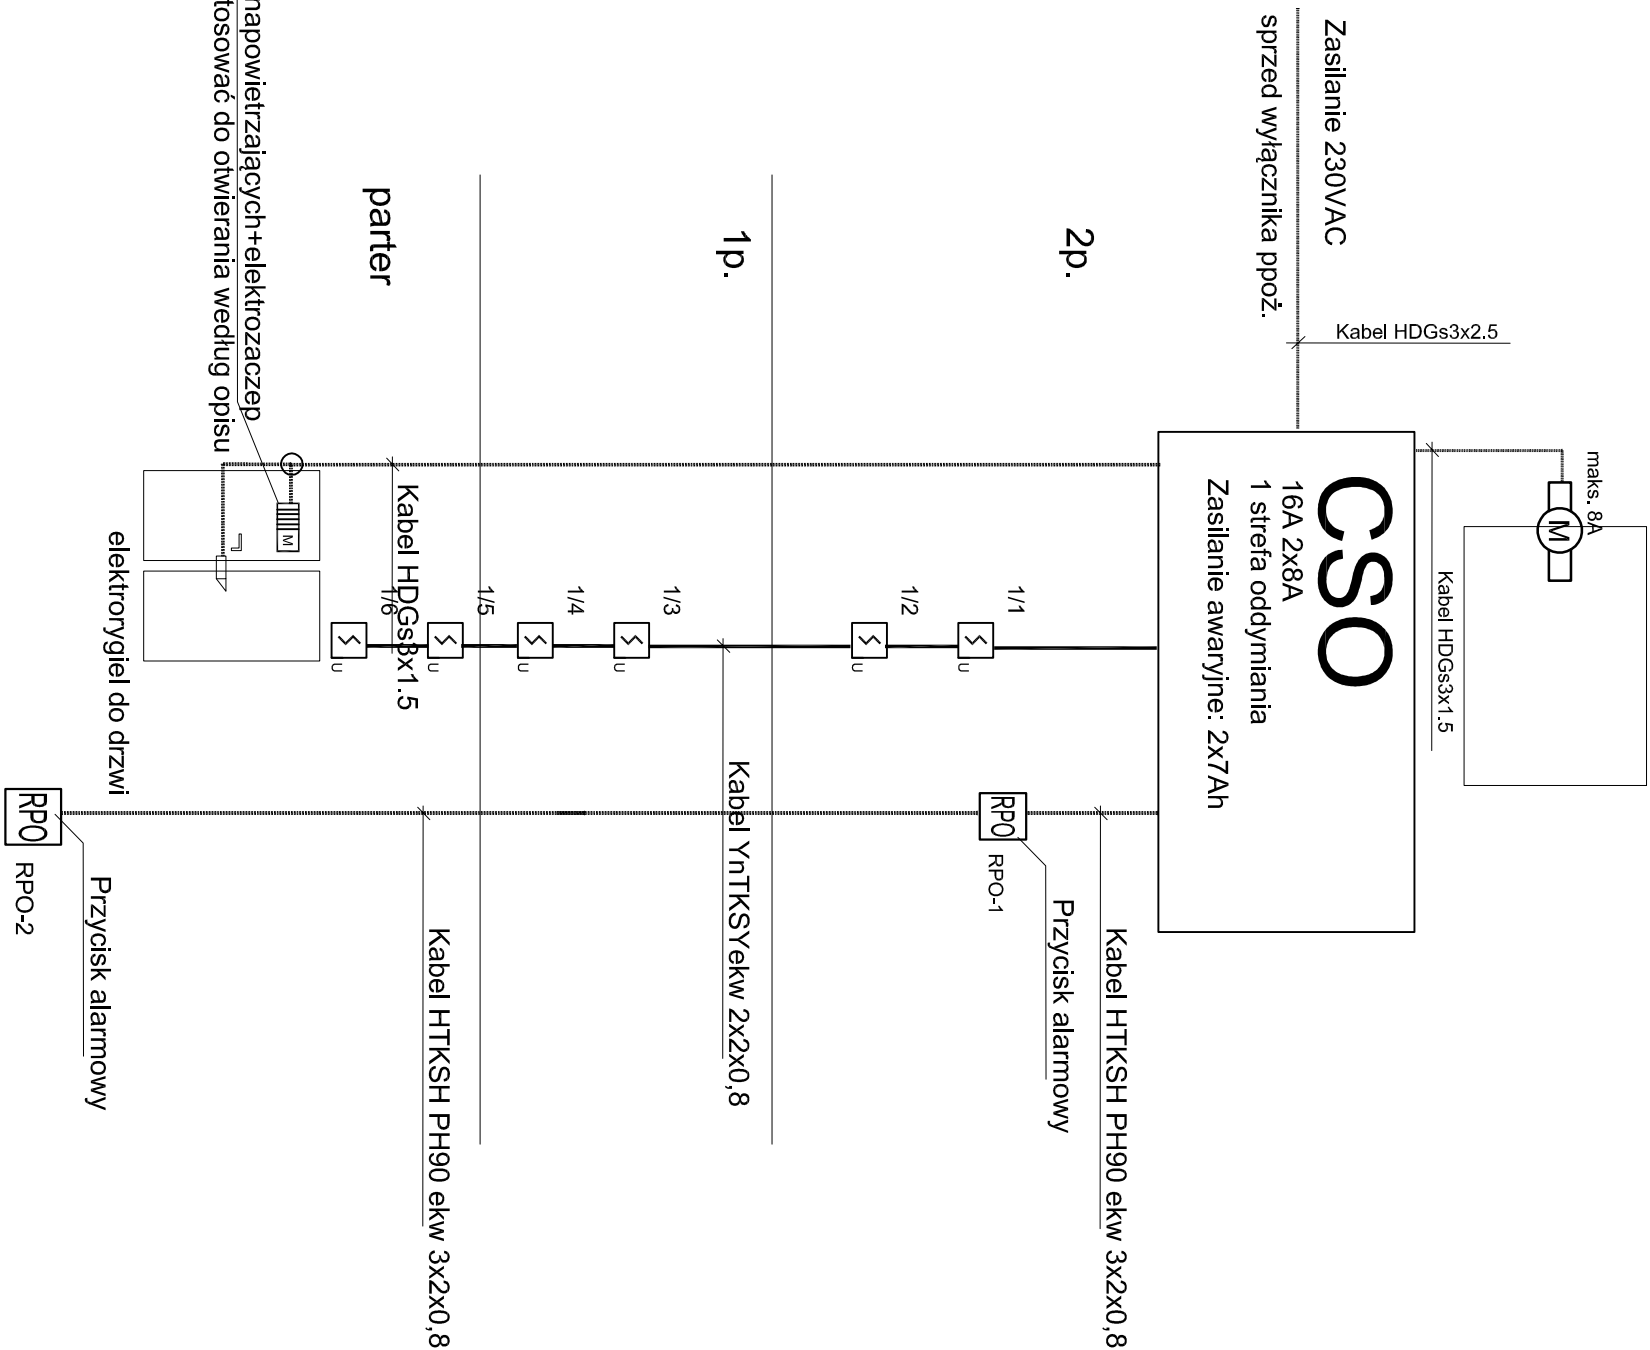 Zasilanie 230VAC
sprzed wyłącznika ppoż.
Kabel HDGs3x2.5
maks. 8A
M
Kabel HDGs3x1.5
CSO
16A 2x8A
1 strefa oddymiania
Zasilanie awaryjne: 2x7Ah
2p.
1/1
U
1/2
U
RPO
RPO-1
Przycisk alarmowy
Kabel HTKSH PH90 ekw 3x2x0,8
1p.
1/3
U
1/4
U
Kabel YnTKSYekw 2x2x0,8
parter
1/5
U
1/6
U
Kabel HDGs3x1.5
Kabel HTKSH PH90 ekw 3x2x0,8
napowietrzających+elektrozaczep
tosować do otwierania według opisu
M
elektrorygiel do drzwi
RPO
RPO-2
Przycisk alarmowy